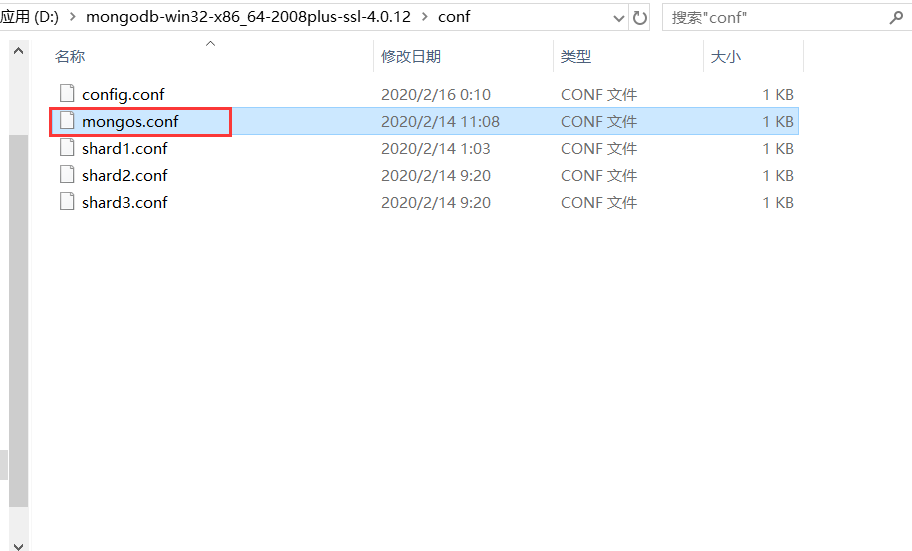 应用 (D:) > mongodb-win32-x86_64-2008plus-ssl-4.0.12 > conf 搜索"conf"
名称 修改日期 类型 大小
config.conf 2020/2/16 0:10 CONF 文件 1 KB
mongos.conf 2020/2/14 11:08 CONF 文件 1 KB
shard1.conf 2020/2/14 1:03 CONF 文件 1 KB
shard2.conf 2020/2/14 9:20 CONF 文件 1 KB
shard3.conf 2020/2/14 9:20 CONF 文件 1 KB